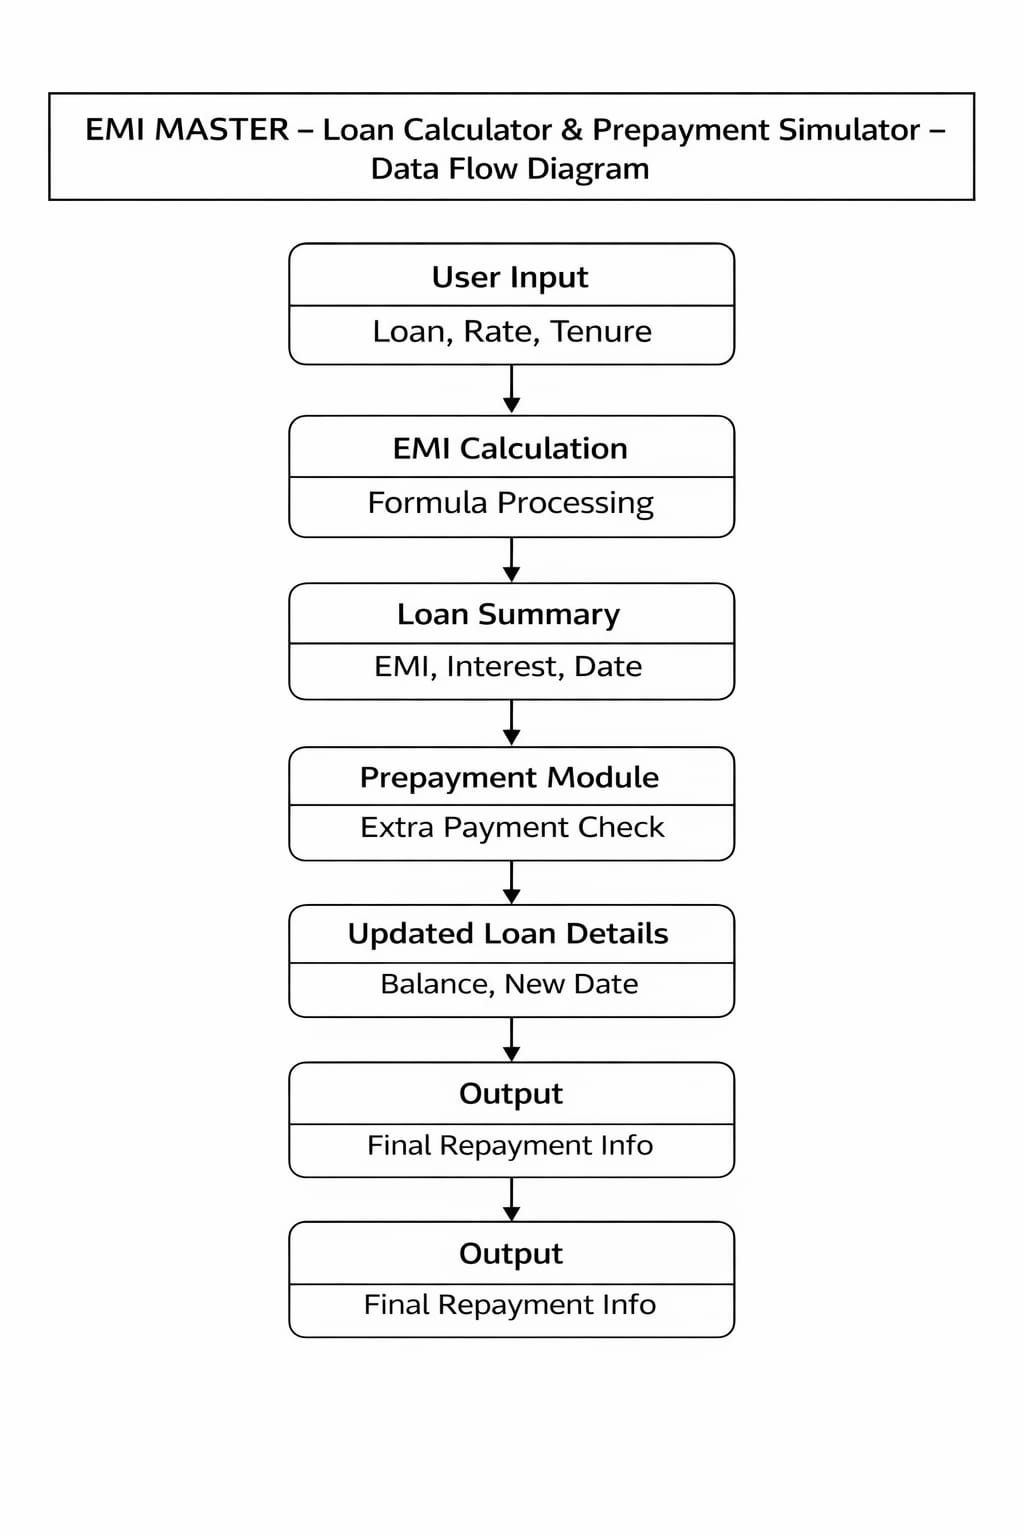 EMI MASTER – Loan Calculator & Prepayment Simulator –
Data Flow Diagram
User Input
Loan, Rate, Tenure
EMI Calculation
Formula Processing
Loan Summary
EMI, Interest, Date
Prepayment Module
Extra Payment Check
Updated Loan Details
Balance, New Date
Output
Final Repayment Info
Output
Final Repayment Info